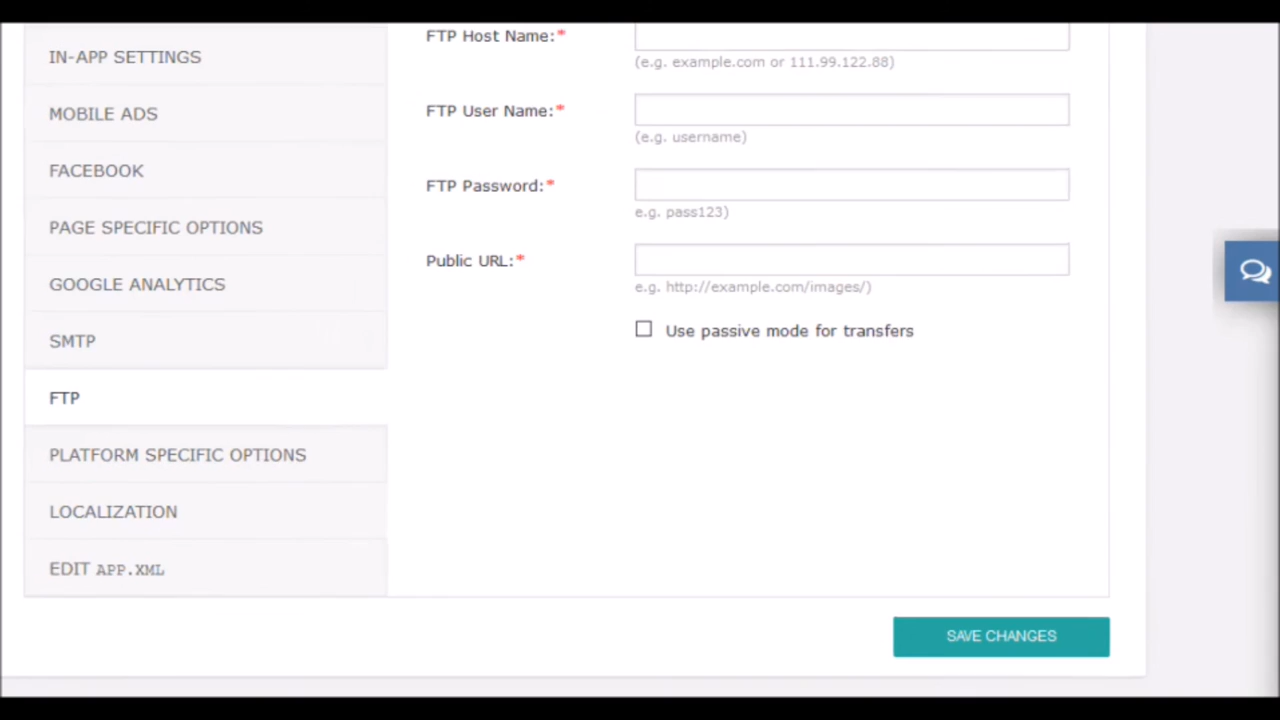 IN-APP SETTINGS
MOBILE ADS
FACEBOOK
PAGE SPECIFIC OPTIONS
GOOGLE ANALYTICS
SMTP
FTP
PLATFORM SPECIFIC OPTIONS
LOCALIZATION
EDIT APP.XML
FTP Host Name:*
(e.g. example.com or 111.99.122.88)
FTP User Name:*
(e.g. username)
FTP Password:*
e.g. pass123)
Public URL:*
e.g. http://example.com/images/)
Use passive mode for transfers
SAVE CHANGES